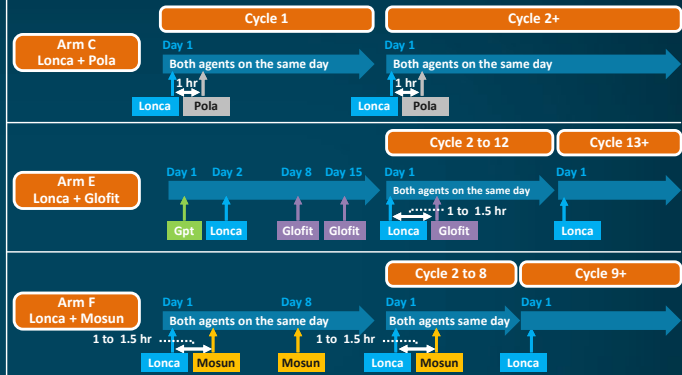 Cycle 1
Cycle 2+
Arm C
Lonca + Pola
Day 1
Both agents on the same day
1 hr
Lonca
Pola
Day 1
Both agents on the same day
1 hr
Lonca
Pola
Cycle 2 to 12
Cycle 13+
Arm E
Lonca + Glofit
Day 1
Day 2
Day 8
Day 15
Gpt
Lonca
Glofit
Glofit
Day 1
Both agents on the same day
1 to 1.5 hr
Lonca
Glofit
Day 1
Lonca
Cycle 2 to 8
Cycle 9+
Arm F
Lonca + Mosun
Day 1
Day 8
Both agents on the same day
1 to 1.5 hr
Lonca
Mosun
Mosun
Day 1
Both agents same day
1 to 1.5 hr
Lonca
Mosun
Day 1
Lonca